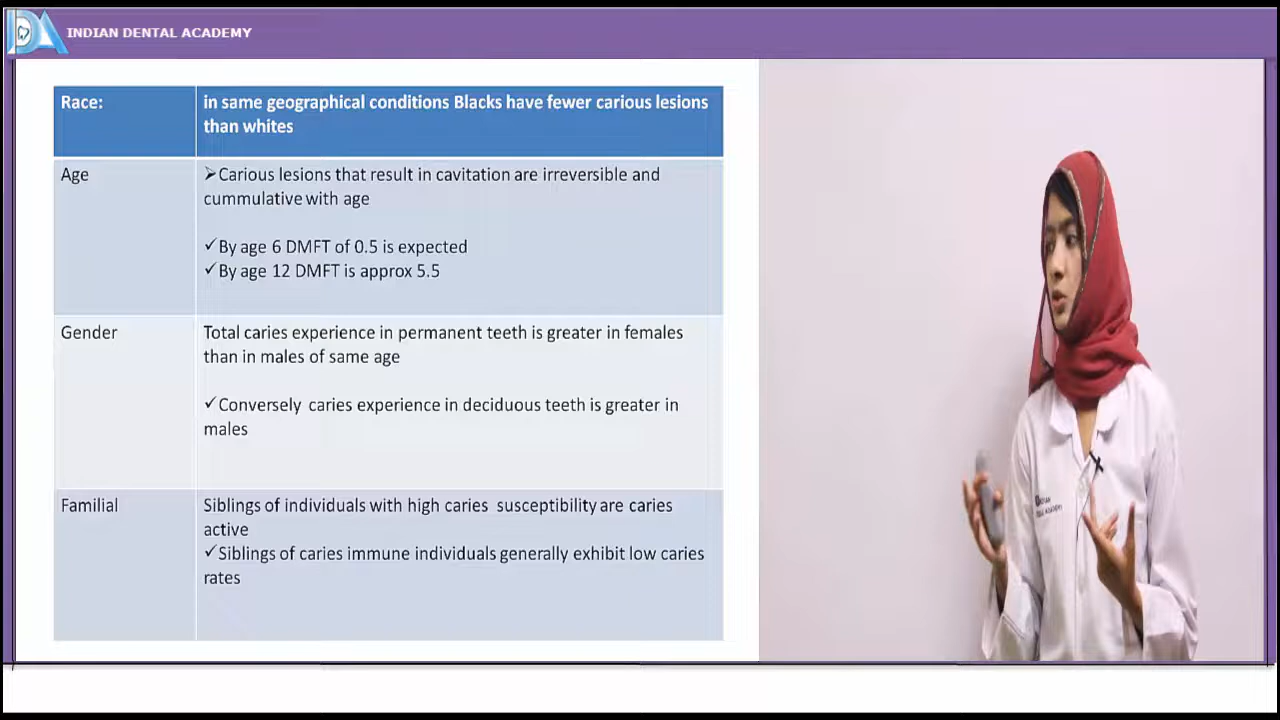 INDIAN DENTAL ACADEMY
Race:
in same geographical conditions Blacks have fewer carious lesions
than whites
Age
➢Carious lesions that result in cavitation are irreversible and
cummulative with age
✓By age 6 DMFT of 0.5 is expected
✓By age 12 DMFT is approx 5.5
Gender
Total caries experience in permanent teeth is greater in females
than in males of same age
✓Conversely caries experience in deciduous teeth is greater in
males
Familial
Siblings of individuals with high caries susceptibility are caries
active
✓Siblings of caries immune individuals generally exhibit low caries
rates
ACADEMY